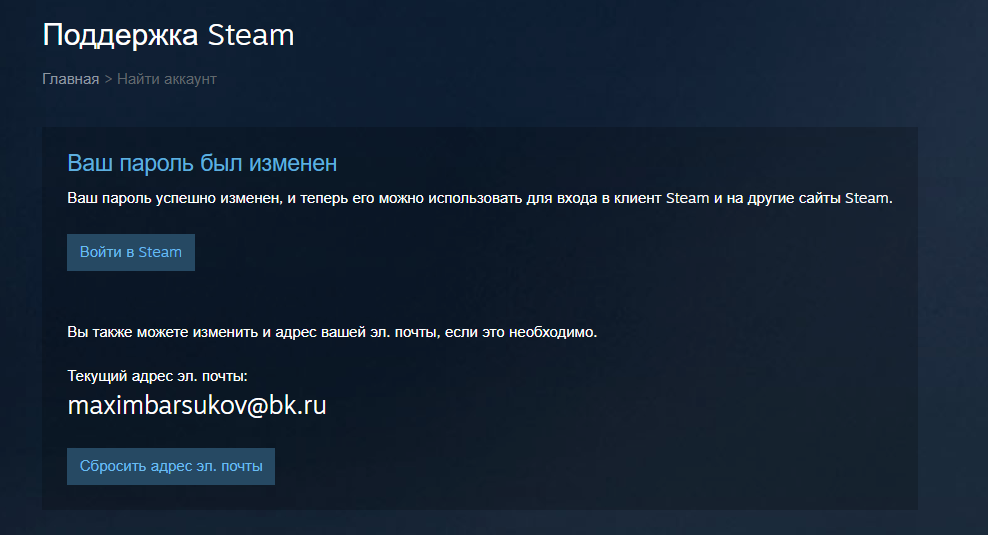 Поддержка Steam
Главная > Найти аккаунт
Ваш пароль был изменен
Ваш пароль успешно изменен, и теперь его можно использовать для входа в клиент Steam и на другие сайты Steam.
Войти в Steam
Вы также можете изменить и адрес вашей эл. почты, если это необходимо.
Текущий адрес эл. почты:
maximbarsukov@bk.ru
Сбросить адрес эл. почты